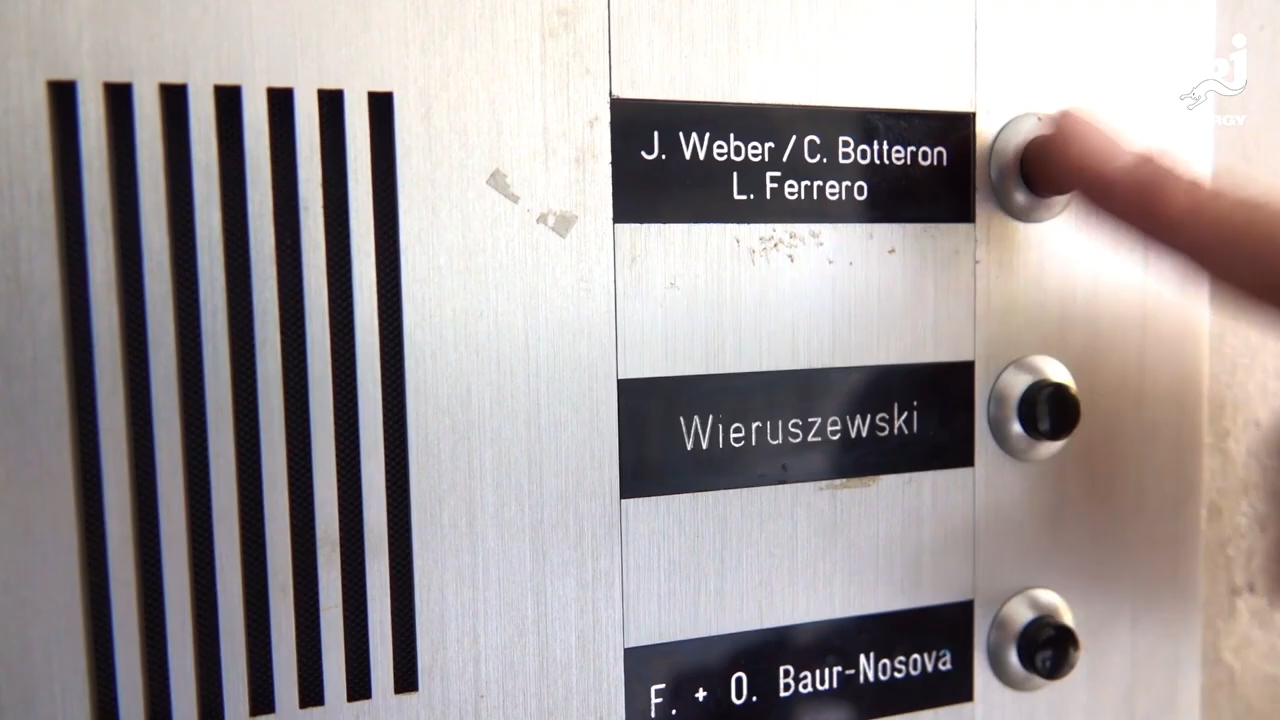 J. Weber / C. Botteron
L. Ferrero
Wieruszewski
F. + O. Baur-Nosova